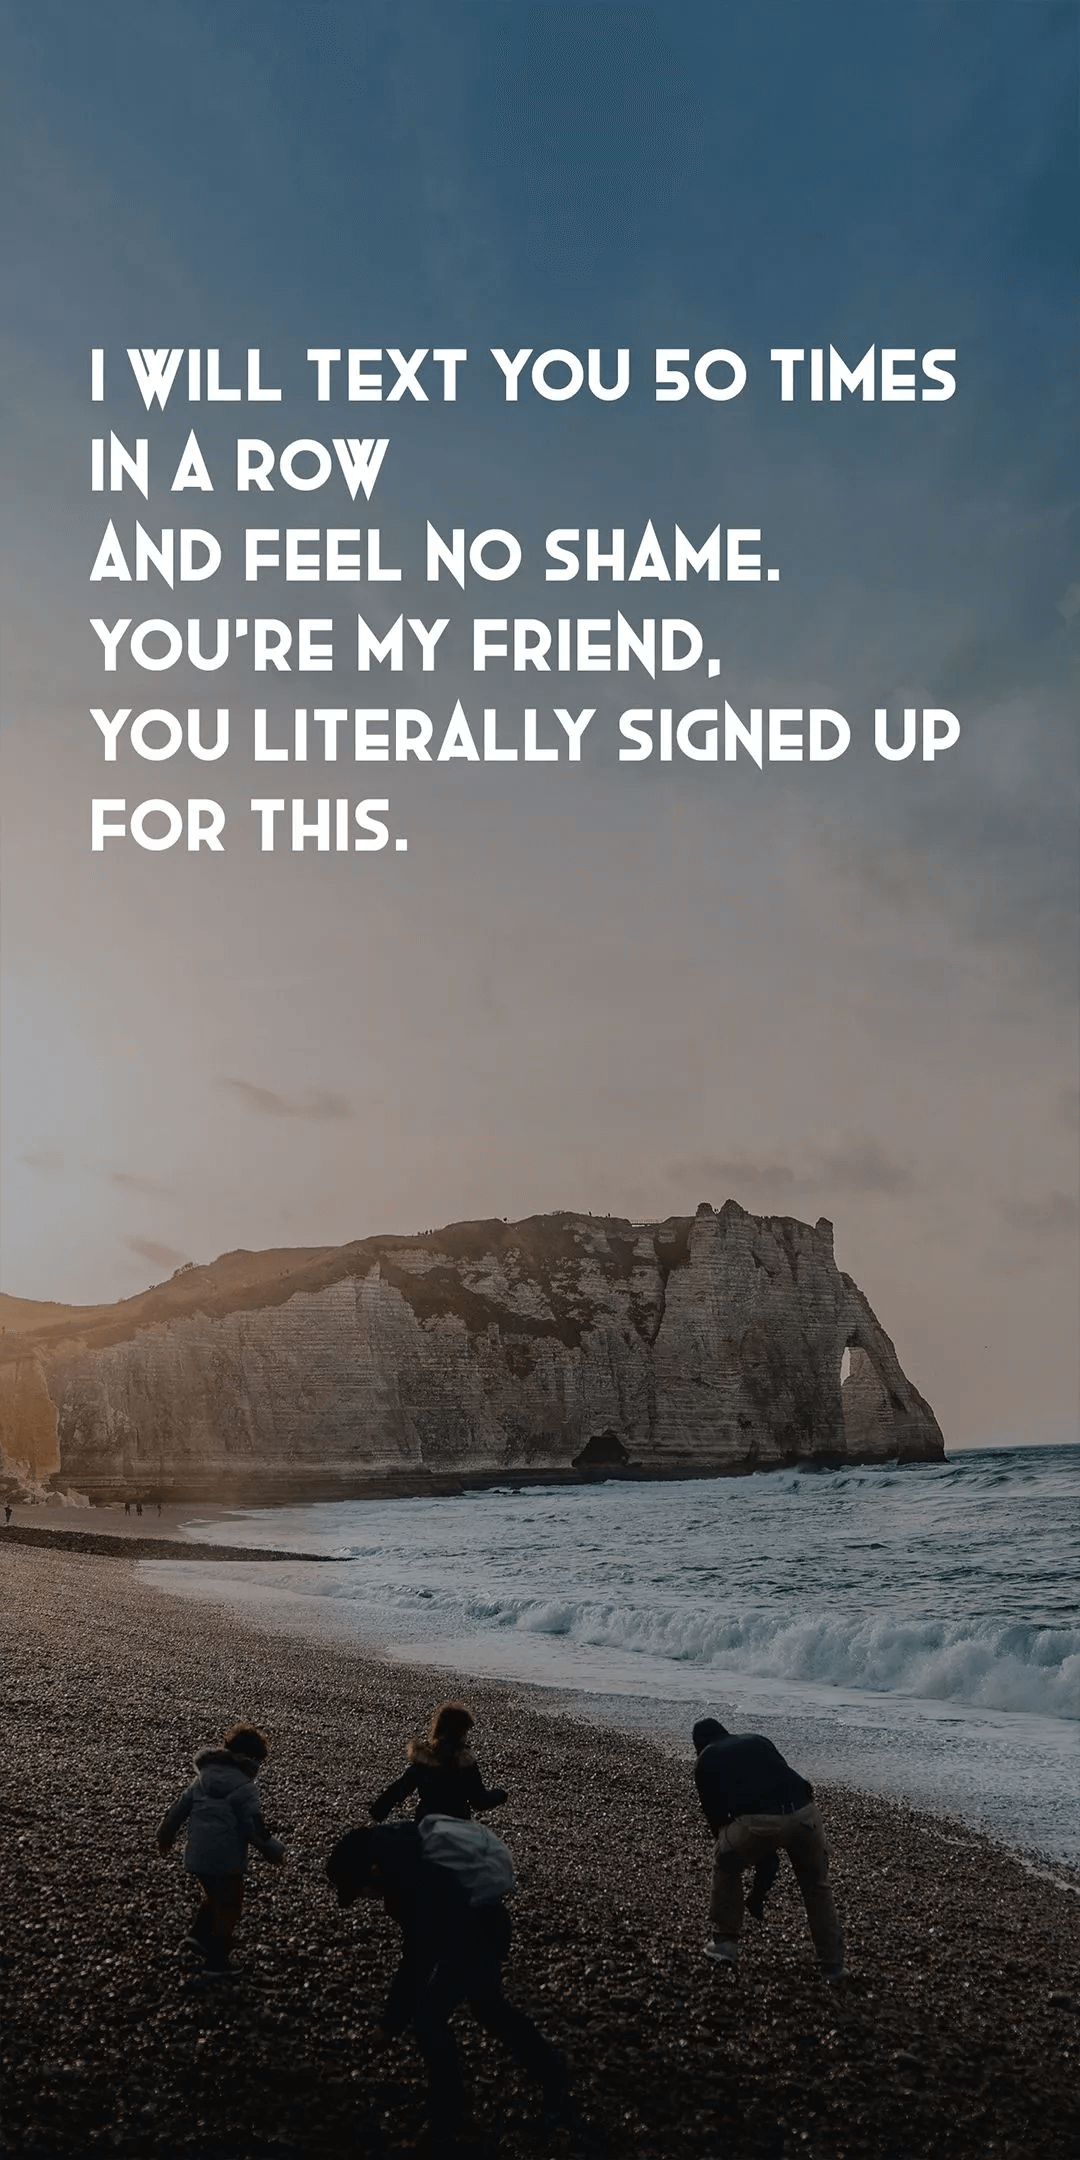 I WILL TEXT YOU 50 TIMES
IN A ROW
AND FEEL NO SHAME.
YOU'RE MY FRIEND,
YOU LITERALLY SIGNED UP
FOR THIS.